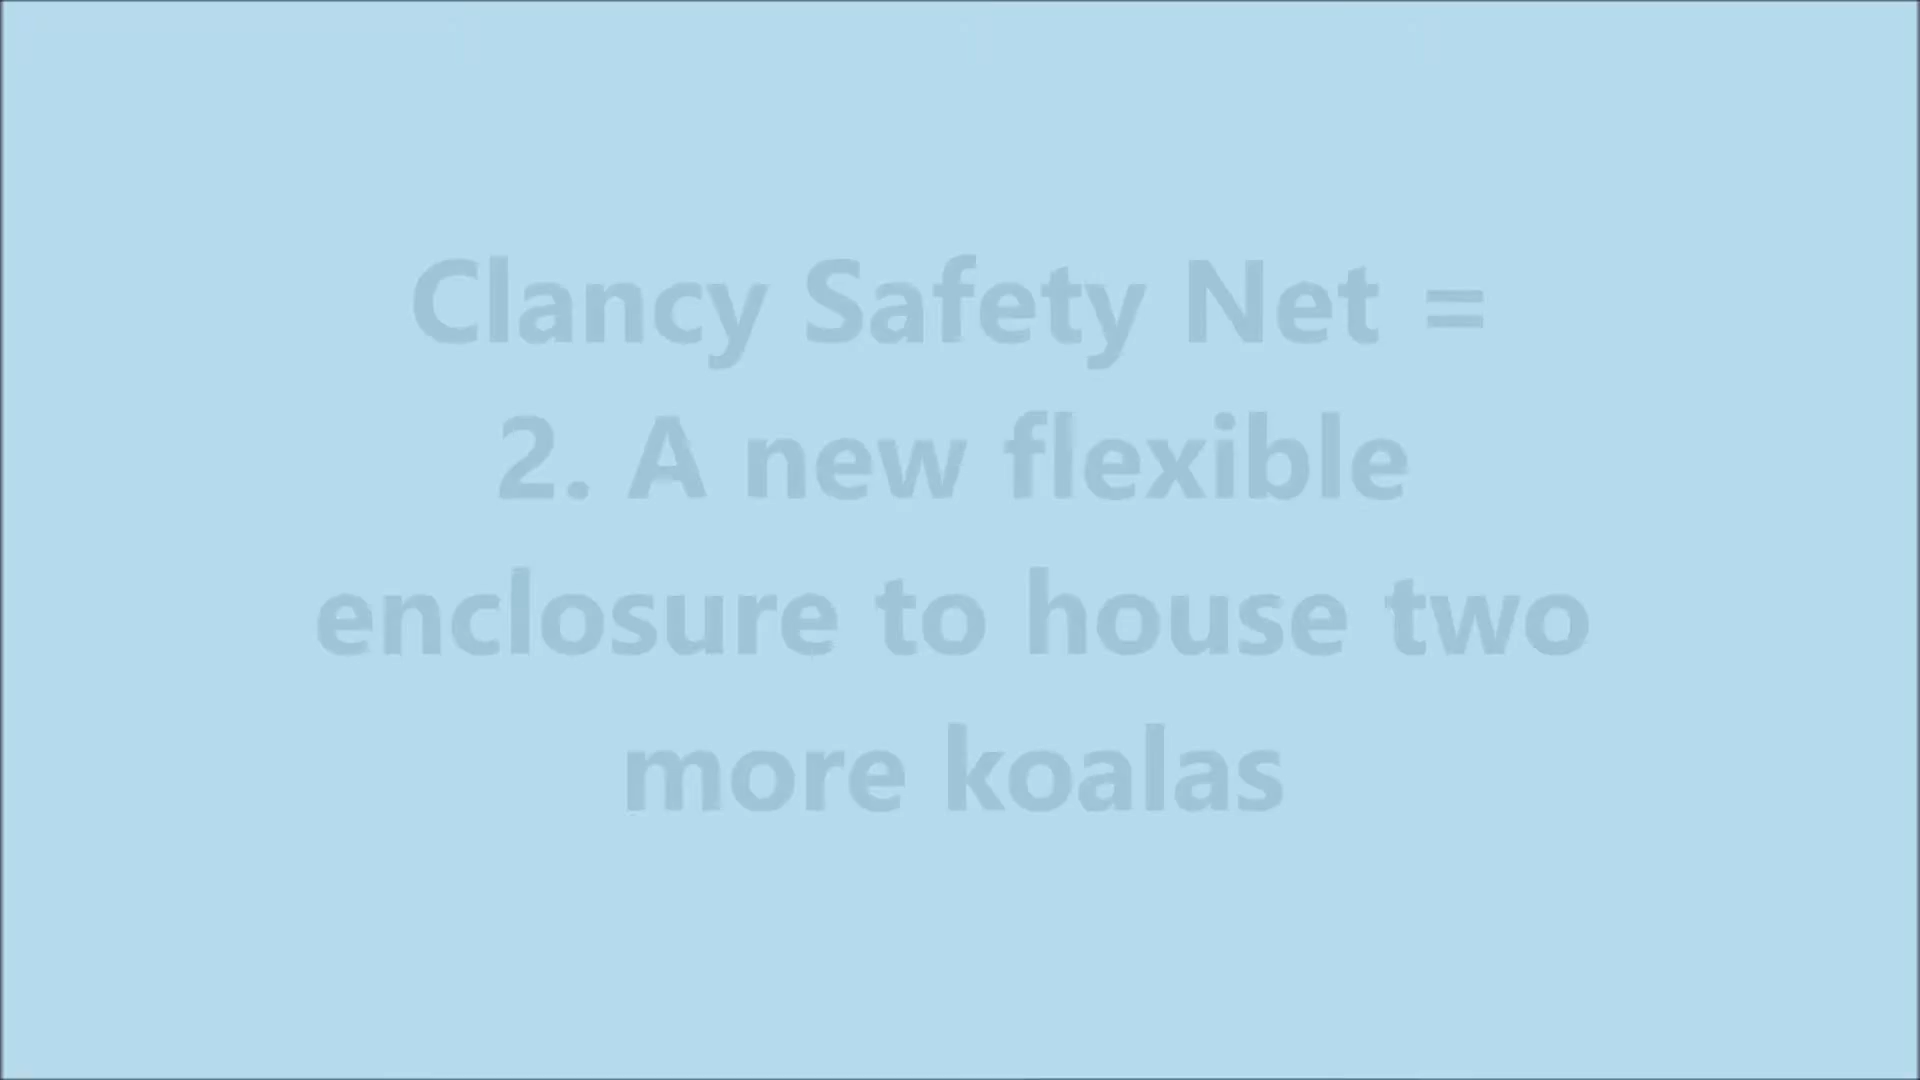 Clancy Safety Net =
2. A new flexible
enclosure to house two
more koalas